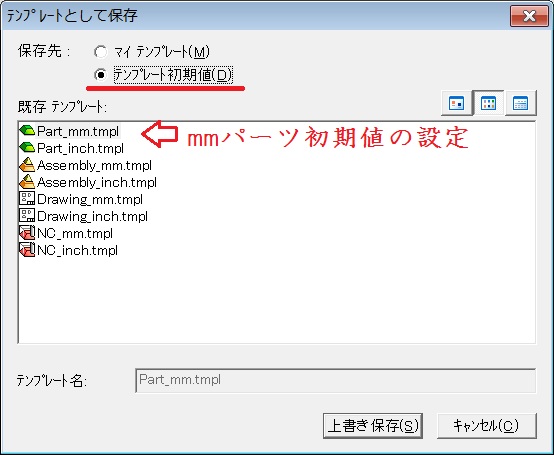 ﾃﾝﾌﾟﾚｰﾄとして保存
保存先：
マイ ﾃﾝﾌﾟﾚｰﾄ(M)
ﾃﾝﾌﾟﾚｰﾄ初期値(D)
既存 ﾃﾝﾌﾟﾚｰﾄ:
Part_mm.tmpl
mmパーツ初期値の設定
Part_inch.tmpl
Assembly_mm.tmpl
Assembly_inch.tmpl
Drawing_mm.tmpl
Drawing_inch.tmpl
NC_mm.tmpl
NC_inch.tmpl
ﾃﾝﾌﾟﾚｰﾄ名:
Part_mm.tmpl
上書き保存(S)
ｷｬﾝｾﾙ(C)